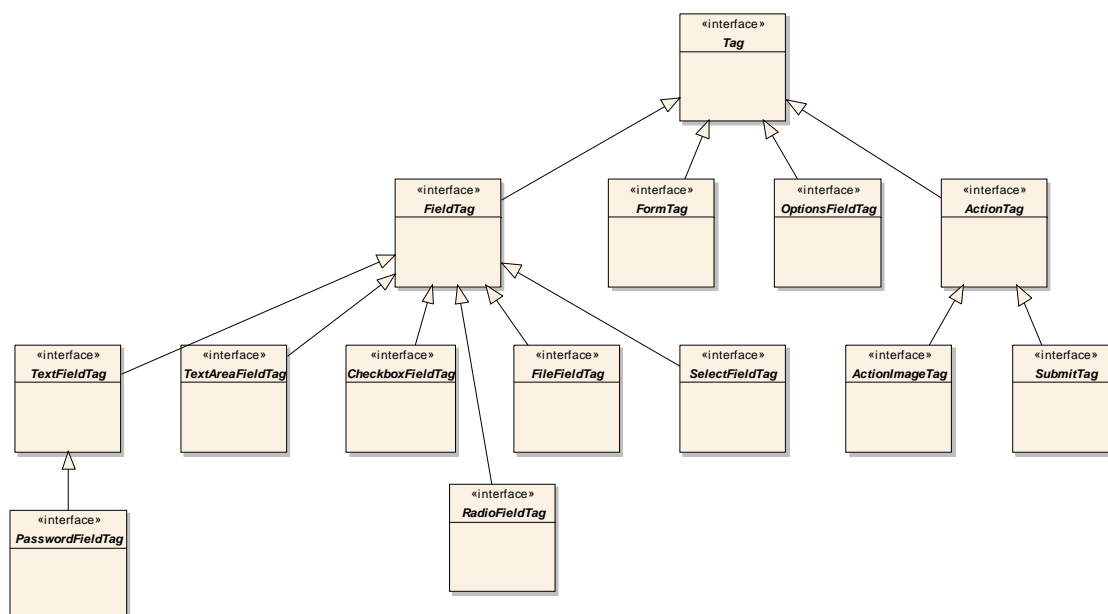 «interface»
Tag
«interface»
FieldTag
«interface»
FormTag
«interface»
OptionsFieldTag
«interface»
ActionTag
«interface»
TextFieldTag
«interface»
TextAreaFieldTag
«interface»
CheckboxFieldTag
«interface»
FileFieldTag
«interface»
SelectFieldTag
«interface»
ActionImageTag
«interface»
SubmitTag
«interface»
PasswordFieldTag
«interface»
RadioFieldTag